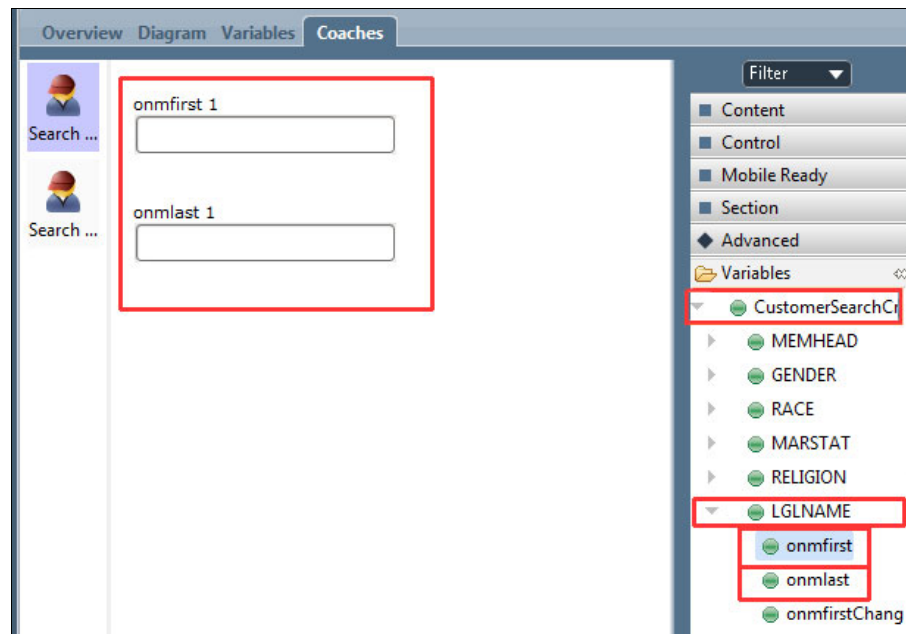 Overview Diagram Variables Coaches
Search ...
Search ...
onmfirst 1
onmlast 1
Filter
Content
Control
Mobile Ready
Section
Advanced
Variables
CustomerSearchCr
MEMHEAD
GENDER
RACE
MARSTAT
RELIGION
LGLNAME
onmfirst
onmlast
onmfirstChang